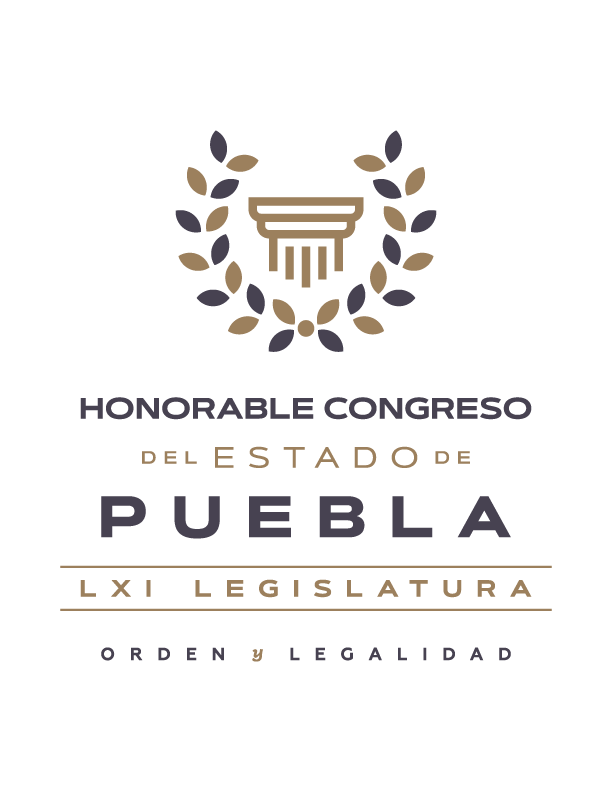 HONORABLE CONGRESO
DEL ESTADO DE
PUEBLA
LXI LEGISLATURA
ORDEN y LEGALIDAD